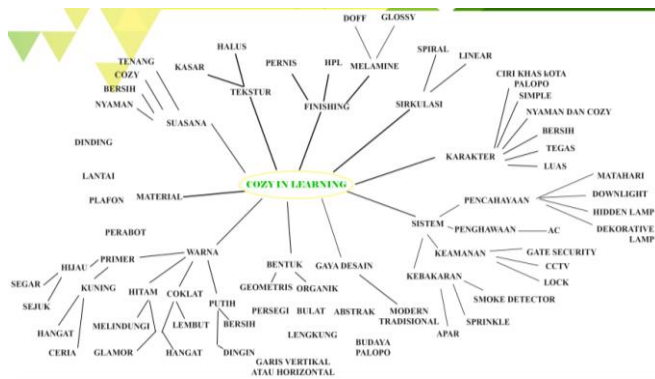 DOFF
GLOSSY
HALUS
SPIRAL
TENANG
KASAR
PERNIS
HPL
MELAMINE
LINEAR
COZY
BERSIH
NYAMAN
TEKSTUR
FINISHING
SIRKULASI
CIRI KHAS KOTA
PALOPO
SIMPLE
NYAMAN DAN COZY
SUASANA
BERSIH
TEGAS
LUAS
KARAKTER
DINDING
LANTAI
PLAFON
MATERIAL
PERABOT
COZY IN LEARNING
MATAHARI
PENCAHAYAAN
DOWNLIGHT
HIDDEN LAMP
DEKORATIVE
LAMP
SISTEM
PENGHAWAAN
AC
KEAMANAN
GATE SECURITY
CCTV
LOCK
KEBAKARAN
SMOKE DETECTOR
SPRINKLE
APAR
WARNA
PRIMER
HIJAU
KUNING
SEGAR
SEJUK
HANGAT
CERIA
HITAM
MELINDUNGI
GLAMOR
COKLAT
LEMBUT
HANGAT
PUTIH
BERSIH
DINGIN
BENTUK
GEOMETRIS
ORGANIK
PERSEGI
BULAT
ABSTRAK
LENGKUNG
GARIS VERTIKAL
ATAU HORIZONTAL
GAYA DESAIN
MODERN
TRADISIONAL
BUDAYA
PALOPO